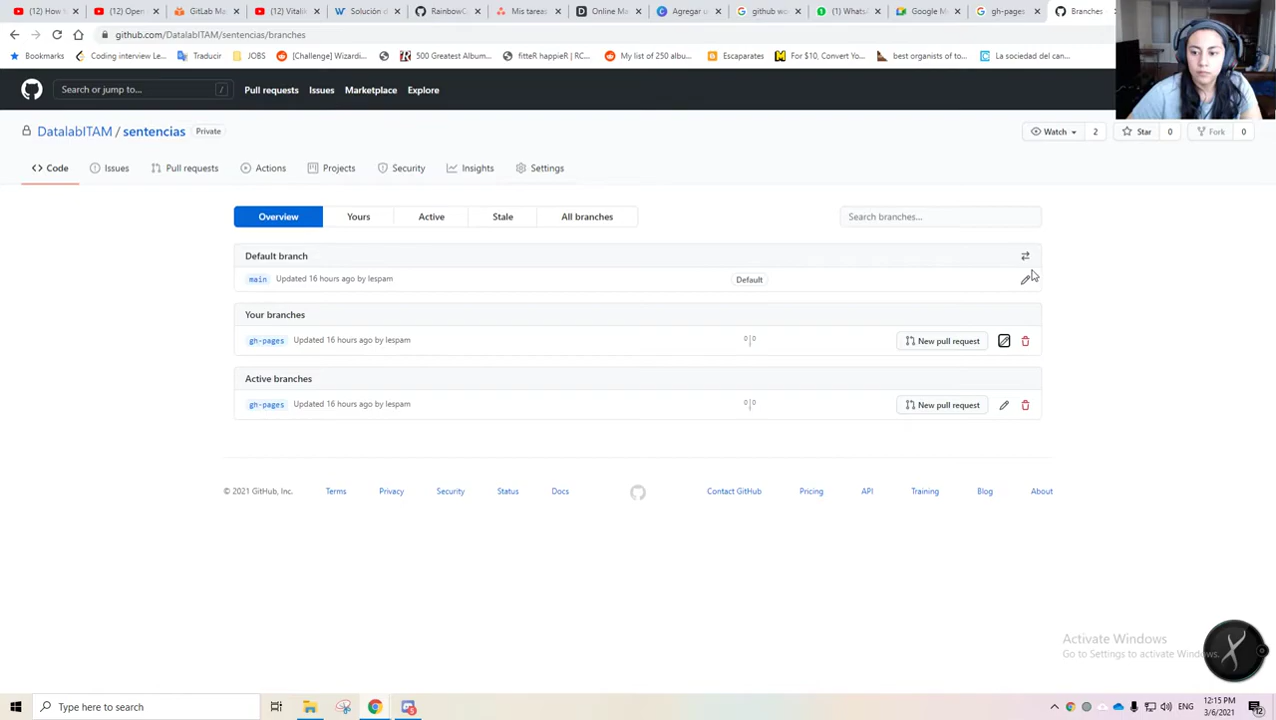 (12) How t
(12) Open
GitLab Ma
(12) Vitalik
Solución d
RainbowC
Mis tareas
Online Ma
Agregar u
github wo
(1) Whats
Google M
gh-pages
Branches
github.com/DatalabITAM/sentencias/branches
Bookmarks
Coding interview...
Traducir
JOBS
[Challenge] Wizardi...
500 Greatest Album...
fitteR happieR | RC...
My list of 250 albu...
Escaparates
For $10, Convert Yo...
best organists of to...
La sociedad del can...
Search or jump to...
/
Pull requests
Issues
Marketplace
Explore
DatalabITAM / sentencias
Private
Watch
2
Star
0
Fork
0
Code
Issues
Pull requests
Actions
Projects
Security
Insights
Settings
Overview
Yours
Active
Stale
All branches
Search branches...
Default branch
main
Updated 16 hours ago by lespam
Default
Your branches
gh-pages
Updated 16 hours ago by lespam
0|0
New pull request
Active branches
gh-pages
Updated 16 hours ago by lespam
0|0
New pull request
© 2021 GitHub, Inc.
Terms
Privacy
Security
Status
Docs
Contact GitHub
Pricing
API
Training
Blog
About
Activate Windows
Go to Settings to activate Windows.
Type here to search
ENG
12:15 PM
3/6/2021